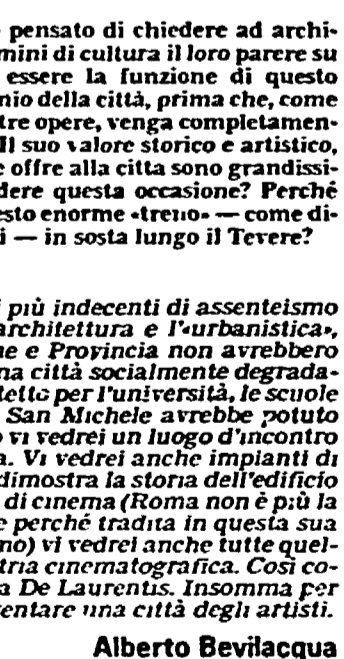 pensato di chiedere ad archi-
mini di cultura il loro parere su
essere la funzione di questo
nio della città, prima che, come
tre opere, venga completamen-
Il suo valore storico e artistico,
e offre alla citta sono grandissi-
dere questa occasione? Perché
esto enorme «treno» — come di-
i — in sosta lungo il Tevere?
i più indecenti di assenteismo
architettura e l'«urbanistica»,
ne e Provincia non avrebbero
na città socialmente degrada-
tetto per l'università, le scuole
San Michele avrebbe potuto
o vi vedrei un luogo d'incontro
a. Vi vedrei anche impianti di
dimostra la storia dell'edificio
di cinema (Roma non è più la
e perché tradita in questa sua
no) vi vedrei anche tutte quel-
tria cinematografica. Così co-
a De Laurentis. Insomma per
entare una città degli artisti.
Alberto Bevilacqua